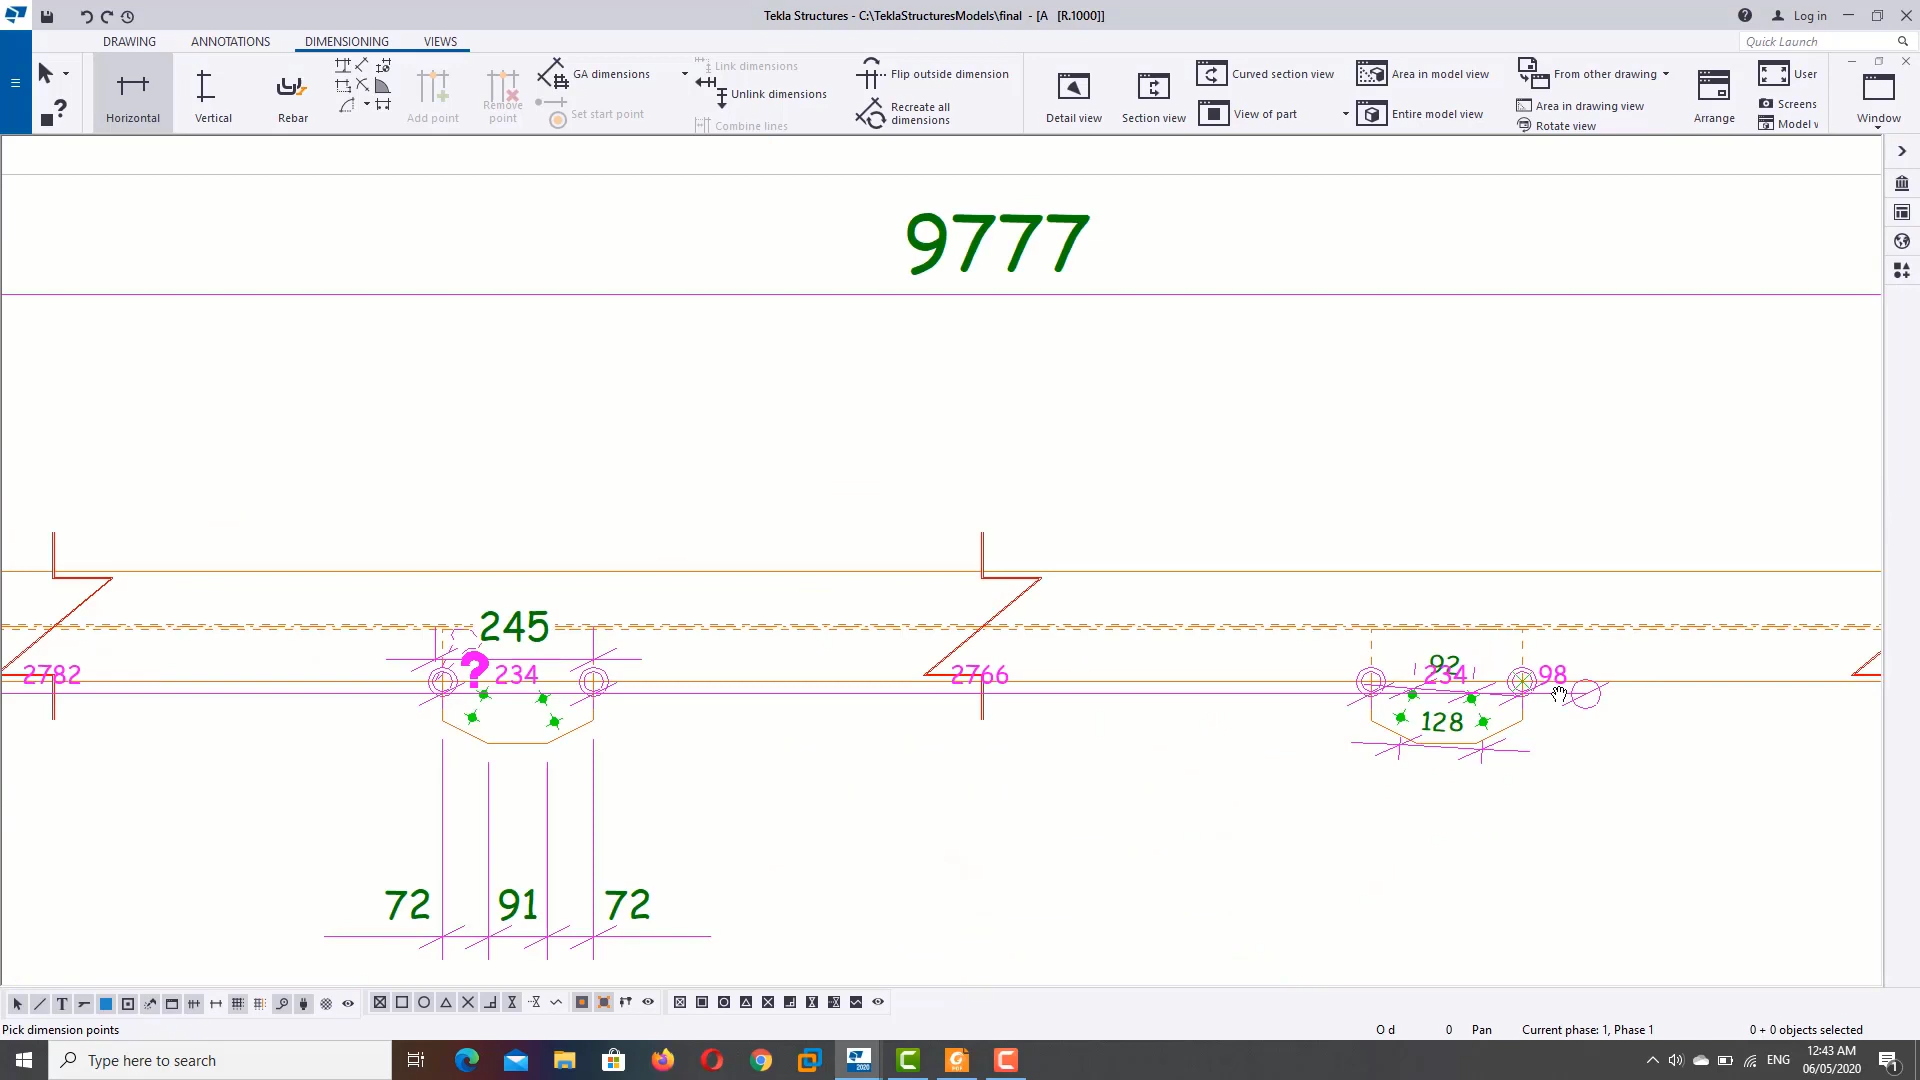 Tekla Structures - C:\TeklaStructuresModels\final - [A [R.1000]]
Log in
DRAWING
ANNOTATIONS
DIMENSIONING
VIEWS
Quick Launch
Horizontal
Vertical
Rebar
Add point
Remove point
GA dimensions
Set start point
Link dimensions
Unlink dimensions
Combine lines
Flip outside dimension
Recreate all dimensions
Detail view
Section view
Curved section view
View of part
Area in model view
Entire model view
From other drawing
Area in drawing view
Rotate view
Arrange
User
Screens
Model v
Window
9777
245
?
2782
234
2766
92
234
98
128
72
91
72
Pick dimension points
O d
0
Pan
Current phase: 1, Phase 1
0 + 0 objects selected
Type here to search
2020
ENG
12:43 AM
06/05/2020
1